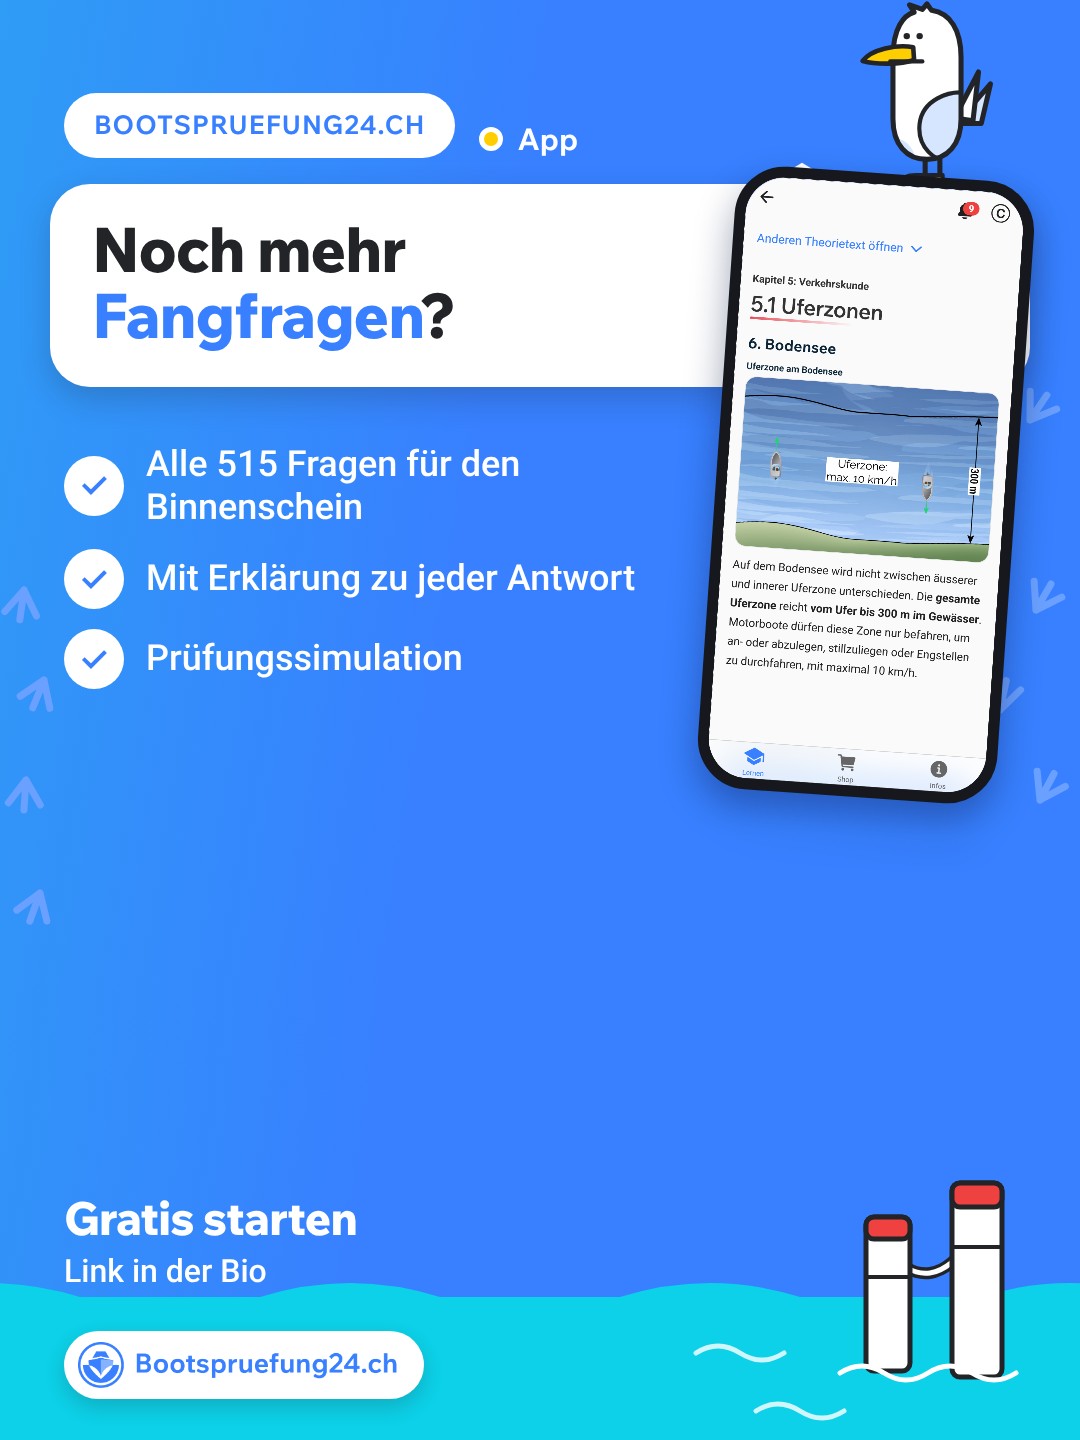 BOOTSPRUEFUNG24.CH
App
Noch mehr
Fangfragen?
Alle 515 Fragen für den
Binnenschein
Mit Erklärung zu jeder Antwort
Prüfungssimulation
9
C
Anderen Theorietext öffnen
Kapitel 5: Verkehrskunde
5.1 Uferzonen
6. Bodensee
Uferzone am Bodensee
Uferzone:
max. 10 km/h
300 m
Auf dem Bodensee wird nicht zwischen äusserer
und innerer Uferzone unterschieden. Die gesamte
Uferzone reicht vom Ufer bis 300 m im Gewässer.
Motorboote dürfen diese Zone nur befahren, um
an- oder abzulegen, stillzuliegen oder Engstellen
zu durchfahren, mit maximal 10 km/h.
Lernen
Shop
Infos
Gratis starten
Link in der Bio
Bootspruefung24.ch